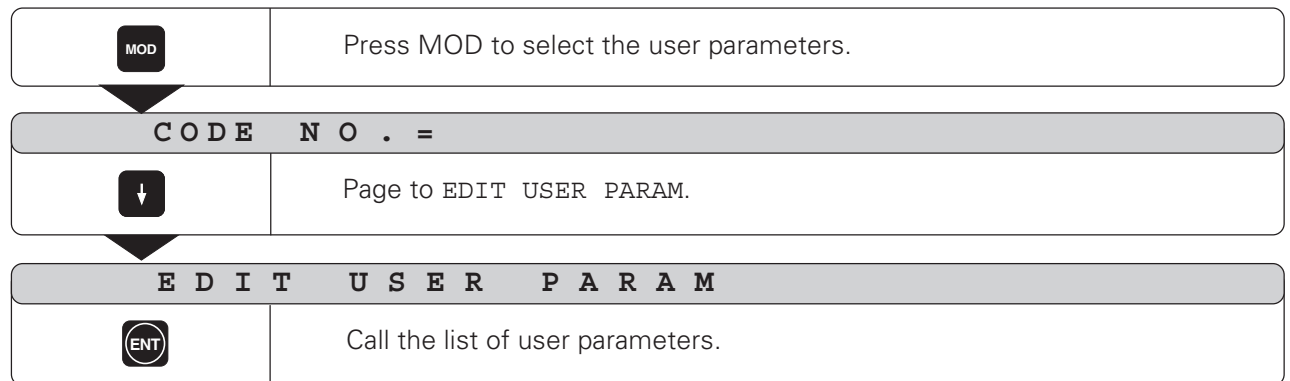 MOD
Press MOD to select the user parameters.
CODE NO.=
Page to EDIT USER PARAM.
EDIT USER PARAM
ENT
Call the list of user parameters.